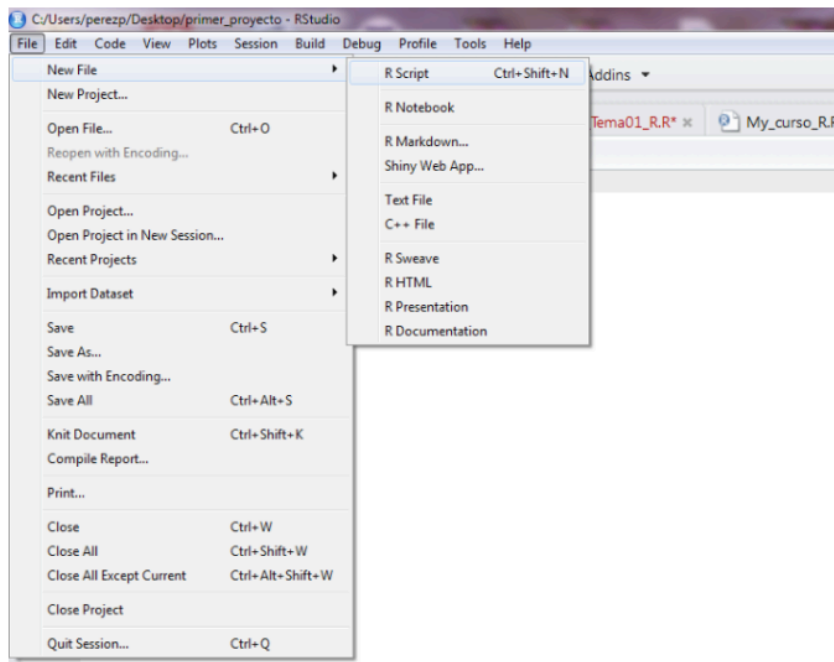 C:/Users/perezp/Desktop/primer_proyecto - RStudio
File Edit Code View Plots Session Build Debug Profile Tools Help
New File
New Project...
Open File... Ctrl+O
Reopen with Encoding...
Recent Files
Open Project...
Open Project in New Session...
Recent Projects
Import Dataset
Save Ctrl+S
Save As...
Save with Encoding...
Save All Ctrl+Alt+S
Knit Document Ctrl+Shift+K
Compile Report...
Print...
Close Ctrl+W
Close All Ctrl+Shift+W
Close All Except Current Ctrl+Alt+Shift+W
Close Project
Quit Session... Ctrl+Q
R Script Ctrl+Shift+N
R Notebook
R Markdown...
Shiny Web App...
Text File
C++ File
R Sweave
R HTML
R Presentation
R Documentation
Addins
Tema01_R.R* My_curso_R.R